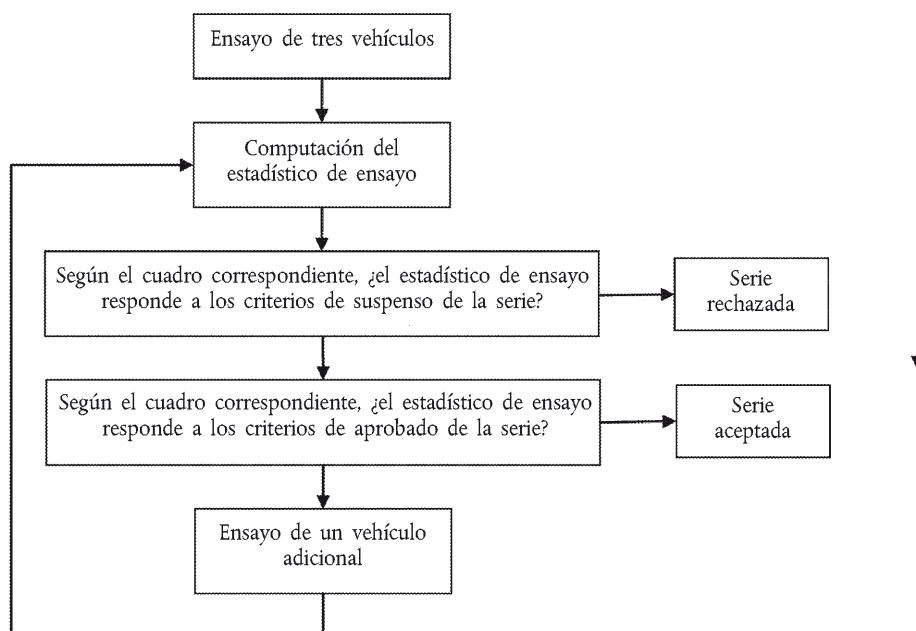 Ensayo de tres vehículos
Computación del
estadístico de ensayo
Según el cuadro correspondiente, ¿el estadístico de ensayo
responde a los criterios de suspenso de la serie?
Serie
rechazada
Según el cuadro correspondiente, ¿el estadístico de ensayo
responde a los criterios de aprobado de la serie?
Serie
aceptada
Ensayo de un vehículo
adicional